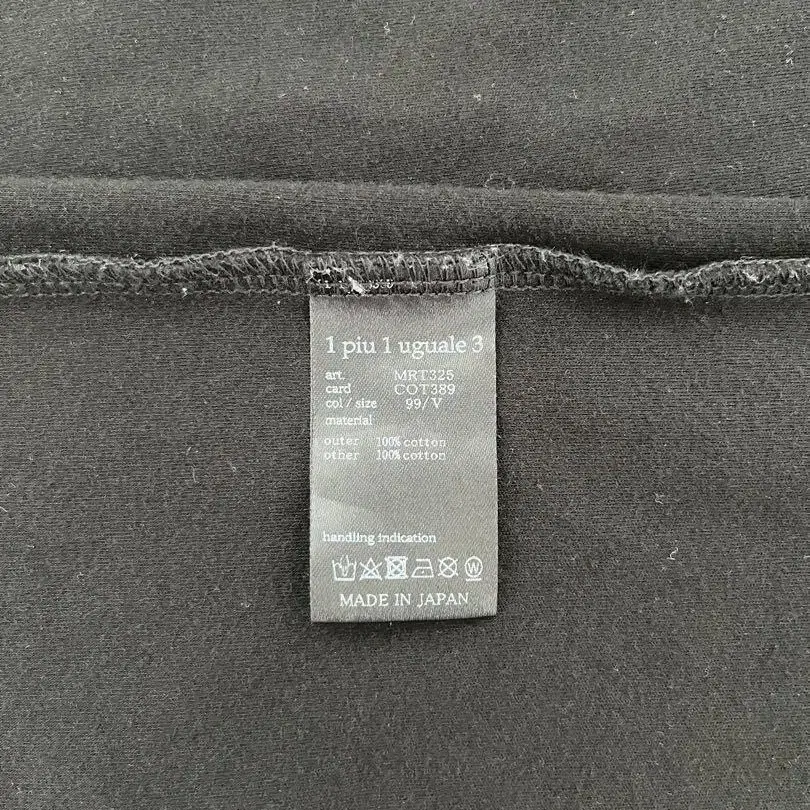 1 piu 1 uguale 3
art. MRT325
card COT389
col / size 99/V
material
outer 100% cotton
other 100% cotton
handling indication
W
MADE IN JAPAN